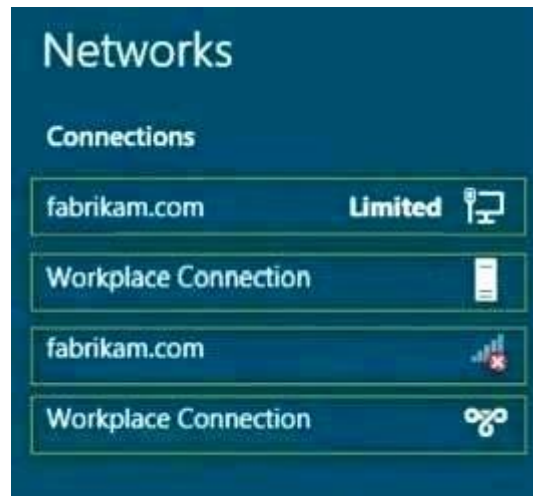 Networks
Connections
fabrikam.com Limited
Workplace Connection
fabrikam.com
Workplace Connection